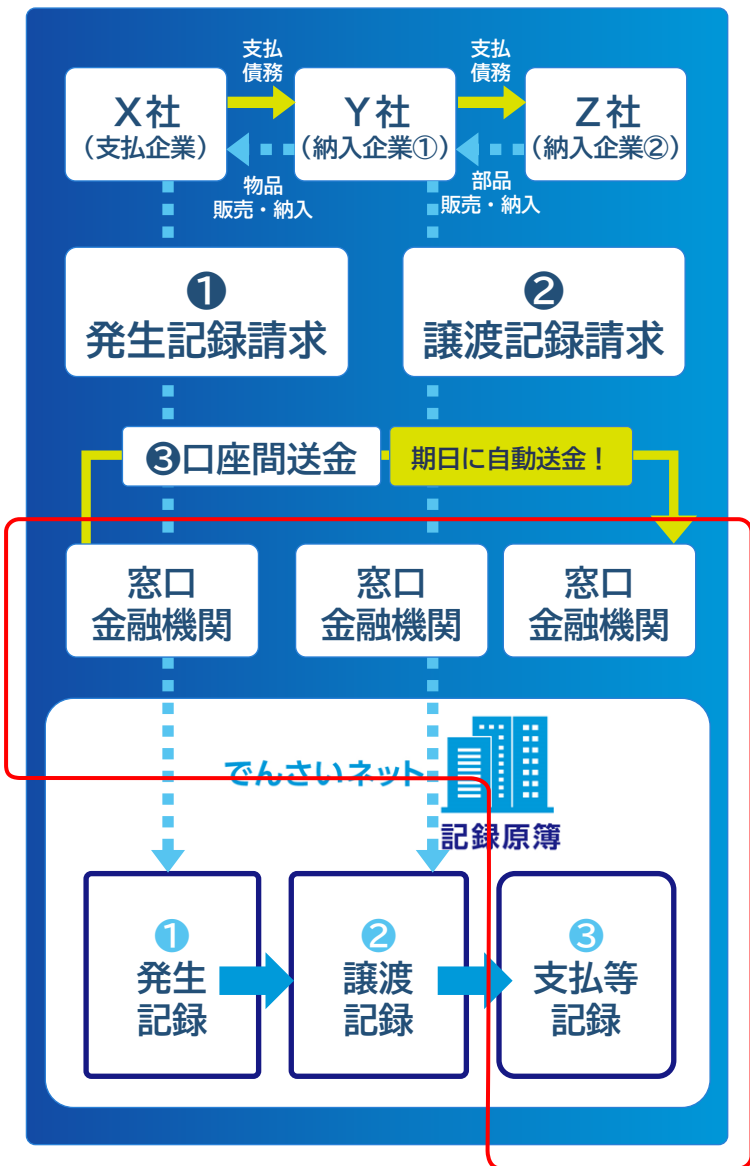 支払
債務
支払
債務
X社
(支払企業)
Y社
(納入企業①)
Z社
(納入企業②)
物品
販売・納入
部品
販売・納入
❶
発生記録請求
❷
譲渡記録請求
❸口座間送金
期日に自動送金！
窓口
金融機関
窓口
金融機関
窓口
金融機関
でんさいネット
記録原簿
❶
発生
記録
❷
譲渡
記録
❸
支払等
記録